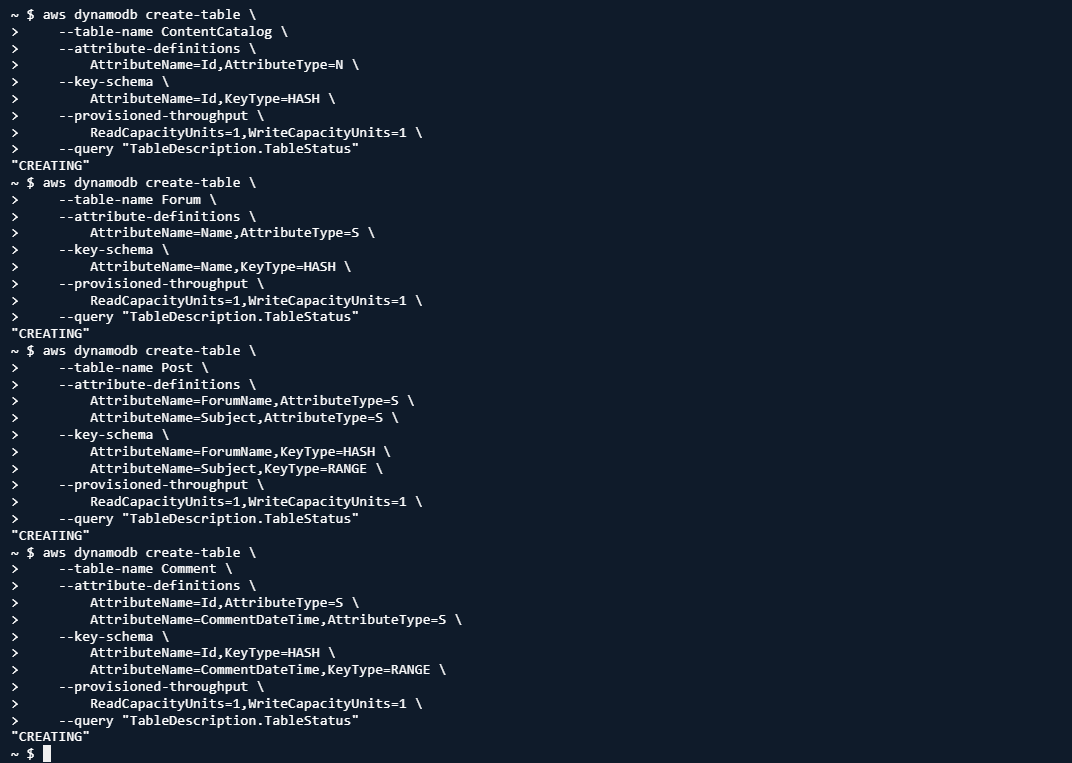 ~ $ aws dynamodb create-table \
>     --table-name ContentCatalog \
>     --attribute-definitions \
>         AttributeName=Id,AttributeType=N \
>     --key-schema \
>         AttributeName=Id,KeyType=HASH \
>     --provisioned-throughput \
>         ReadCapacityUnits=1,WriteCapacityUnits=1 \
>     --query "TableDescription.TableStatus"
"CREATING"
~ $ aws dynamodb create-table \
>     --table-name Forum \
>     --attribute-definitions \
>         AttributeName=Name,AttributeType=S \
>     --key-schema \
>         AttributeName=Name,KeyType=HASH \
>     --provisioned-throughput \
>         ReadCapacityUnits=1,WriteCapacityUnits=1 \
>     --query "TableDescription.TableStatus"
"CREATING"
~ $ aws dynamodb create-table \
>     --table-name Post \
>     --attribute-definitions \
>         AttributeName=ForumName,AttributeType=S \
>         AttributeName=Subject,AttributeType=S \
>     --key-schema \
>         AttributeName=ForumName,KeyType=HASH \
>         AttributeName=Subject,KeyType=RANGE \
>     --provisioned-throughput \
>         ReadCapacityUnits=1,WriteCapacityUnits=1 \
>     --query "TableDescription.TableStatus"
"CREATING"
~ $ aws dynamodb create-table \
>     --table-name Comment \
>     --attribute-definitions \
>         AttributeName=Id,AttributeType=S \
>         AttributeName=CommentDateTime,AttributeType=S \
>     --key-schema \
>         AttributeName=Id,KeyType=HASH \
>         AttributeName=CommentDateTime,KeyType=RANGE \
>     --provisioned-throughput \
>         ReadCapacityUnits=1,WriteCapacityUnits=1 \
>     --query "TableDescription.TableStatus"
"CREATING"
~ $